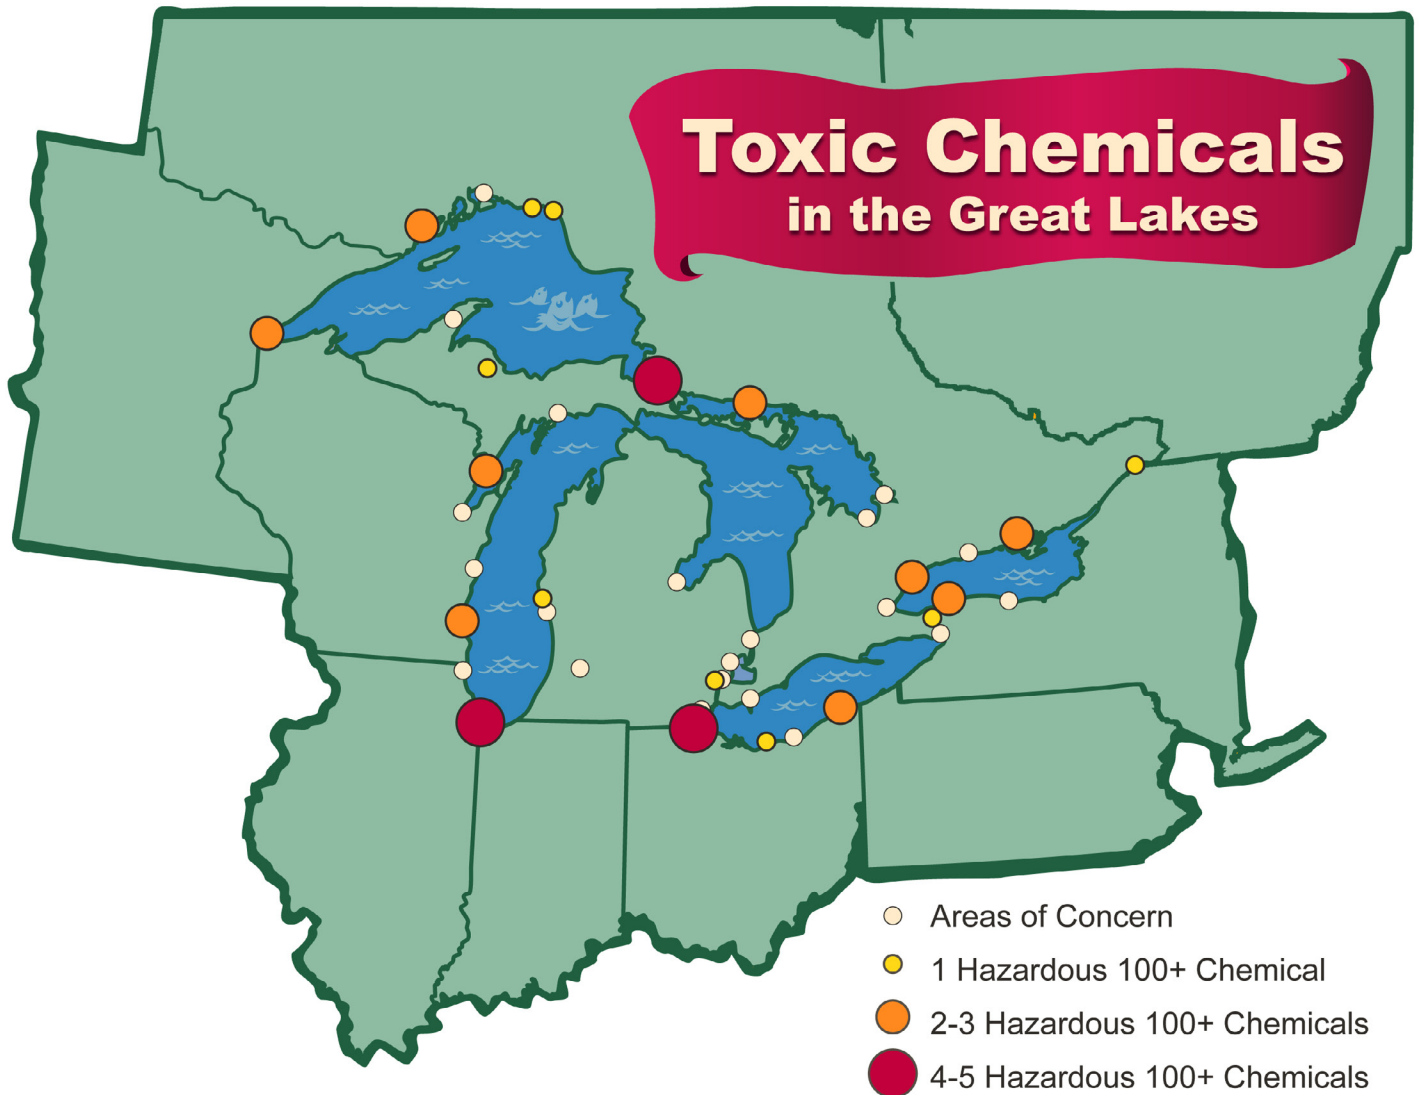 Toxic Chemicals
in the Great Lakes
Areas of Concern
1 Hazardous 100+ Chemical
2-3 Hazardous 100+ Chemicals
4-5 Hazardous 100+ Chemicals